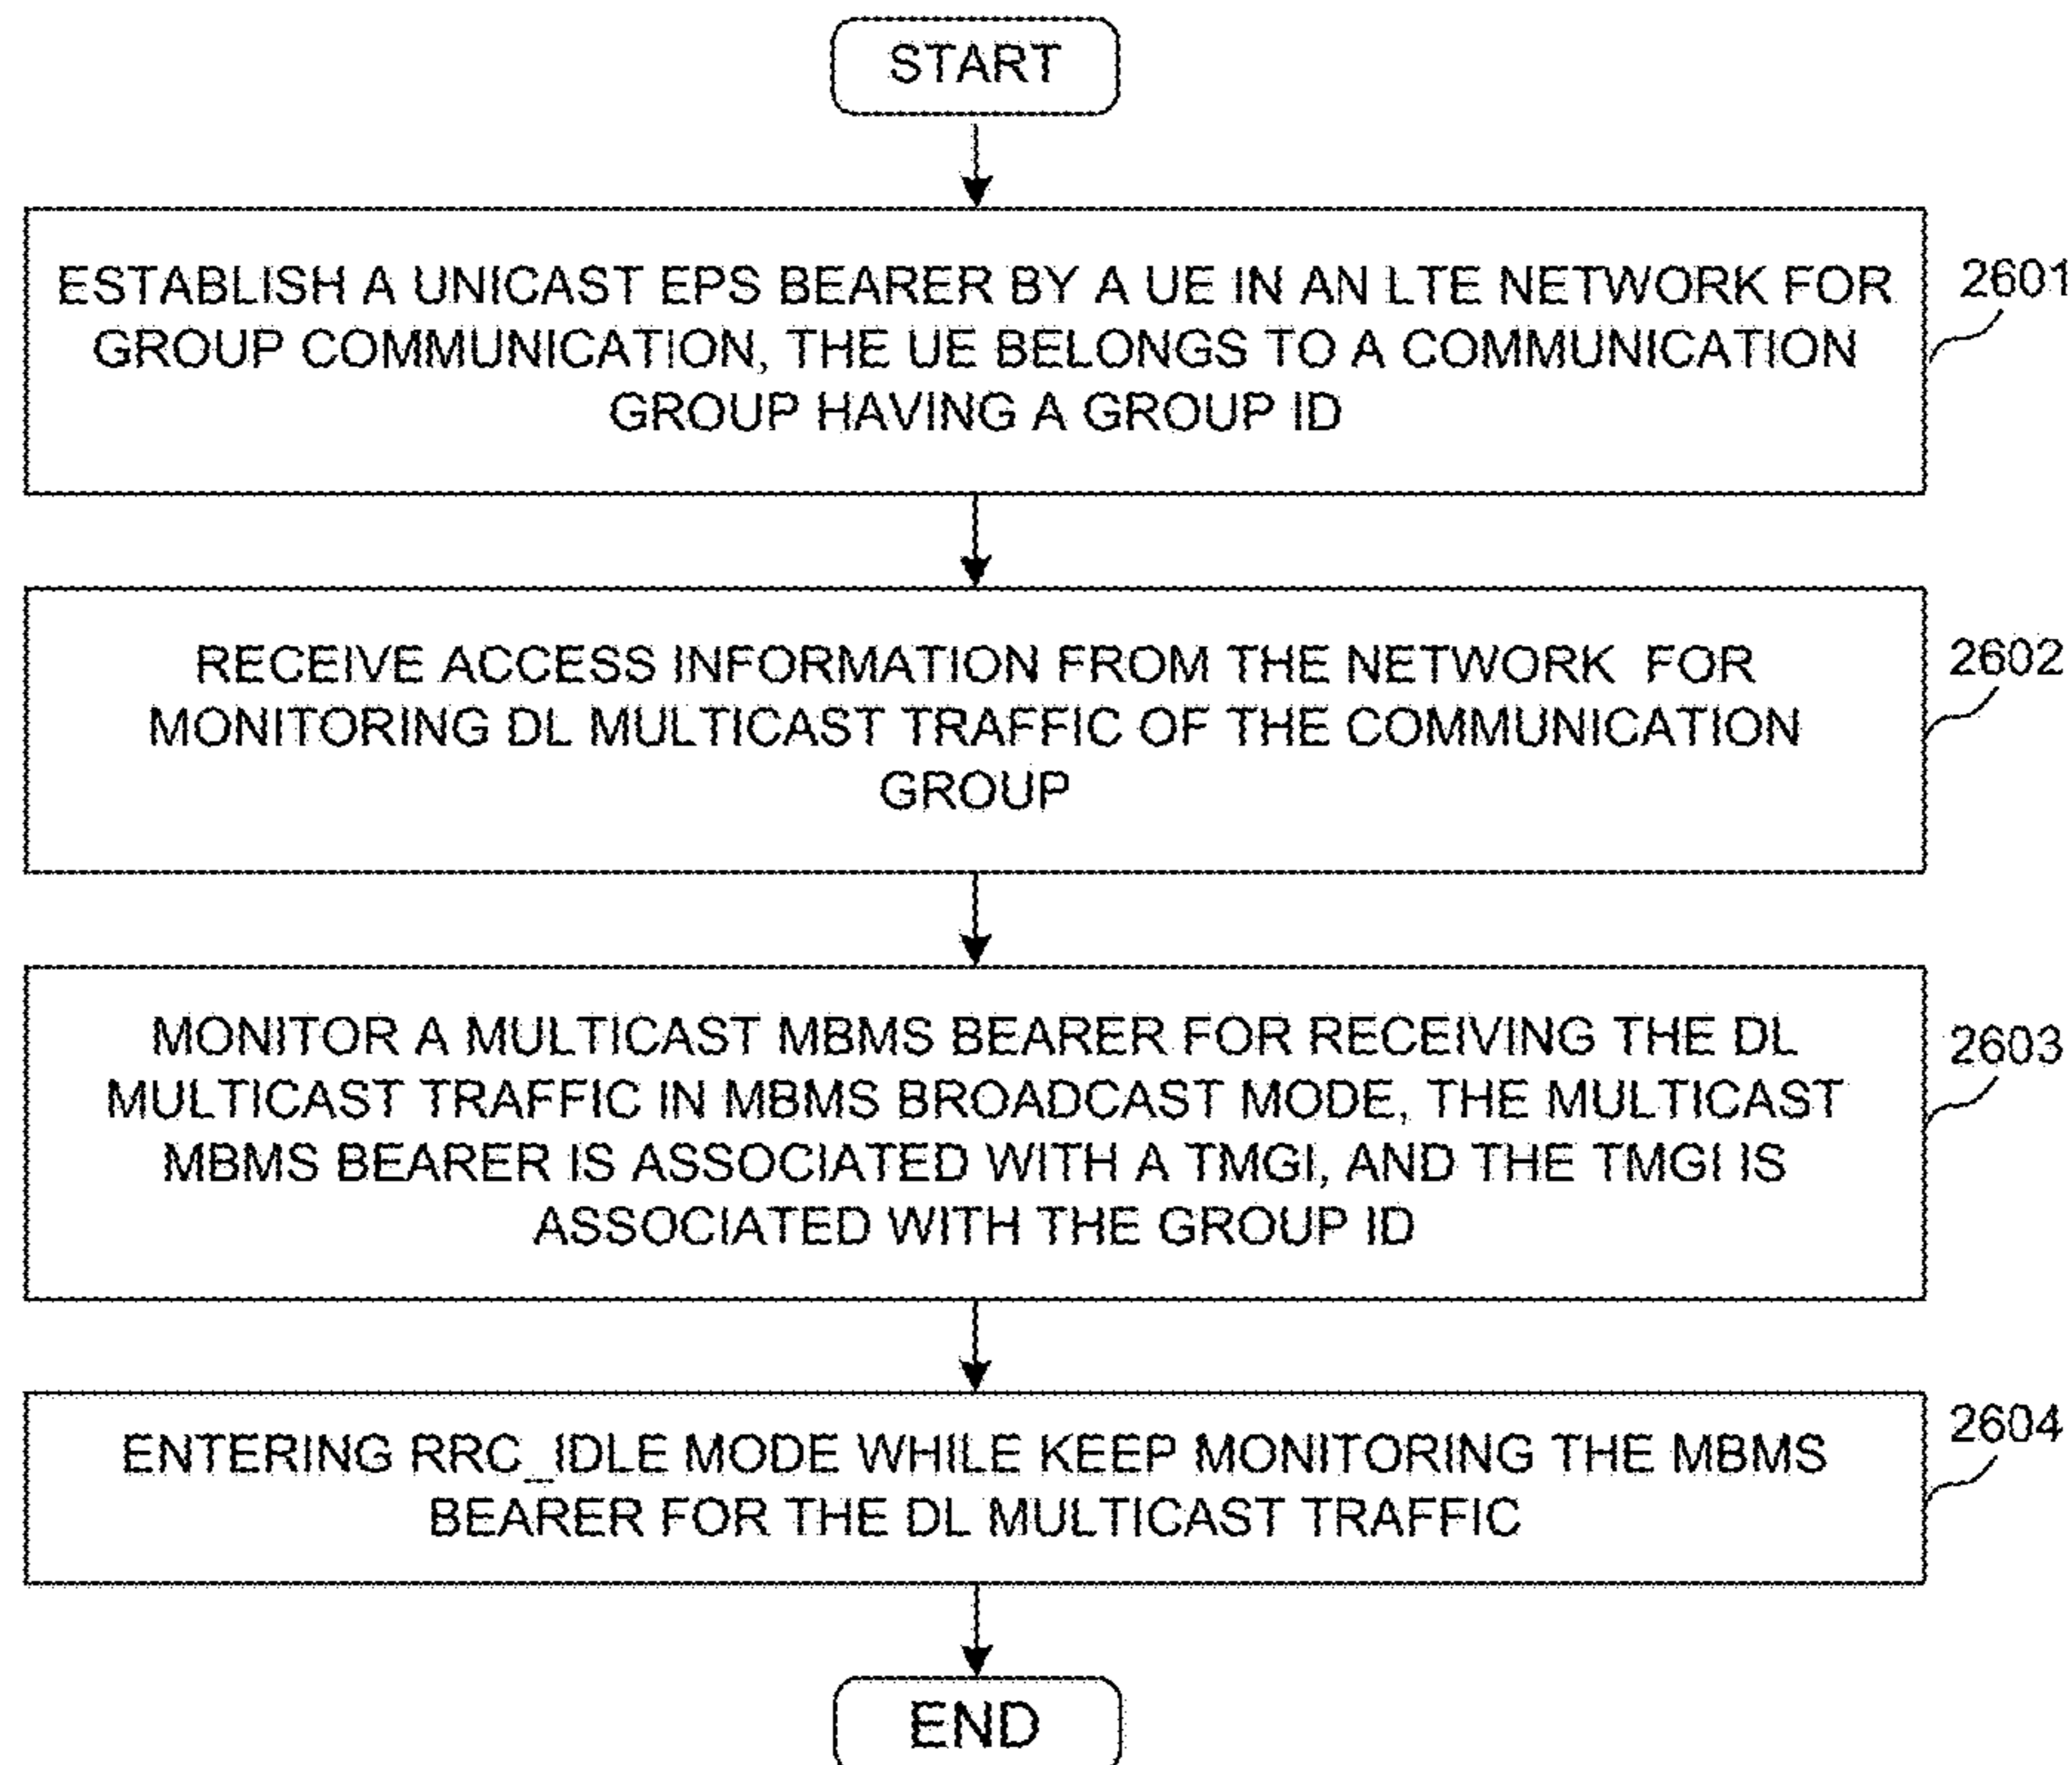 START
ESTABLISH A UNICAST EPS BEARER BY A UE IN AN LTE NETWORK FOR
GROUP COMMUNICATION, THE UE BELONGS TO A COMMUNICATION
GROUP HAVING A GROUP ID
2601
RECEIVE ACCESS INFORMATION FROM THE NETWORK FOR
MONITORING DL MULTICAST TRAFFIC OF THE COMMUNICATION
GROUP
2602
MONITOR A MULTICAST MBMS BEARER FOR RECEIVING THE DL
MULTICAST TRAFFIC IN MBMS BROADCAST MODE, THE MULTICAST
MBMS BEARER IS ASSOCIATED WITH A TMGI, AND THE TMGI IS
ASSOCIATED WITH THE GROUP ID
2603
ENTERING RRC_IDLE MODE WHILE KEEP MONITORING THE MBMS
BEARER FOR THE DL MULTICAST TRAFFIC
2604
END